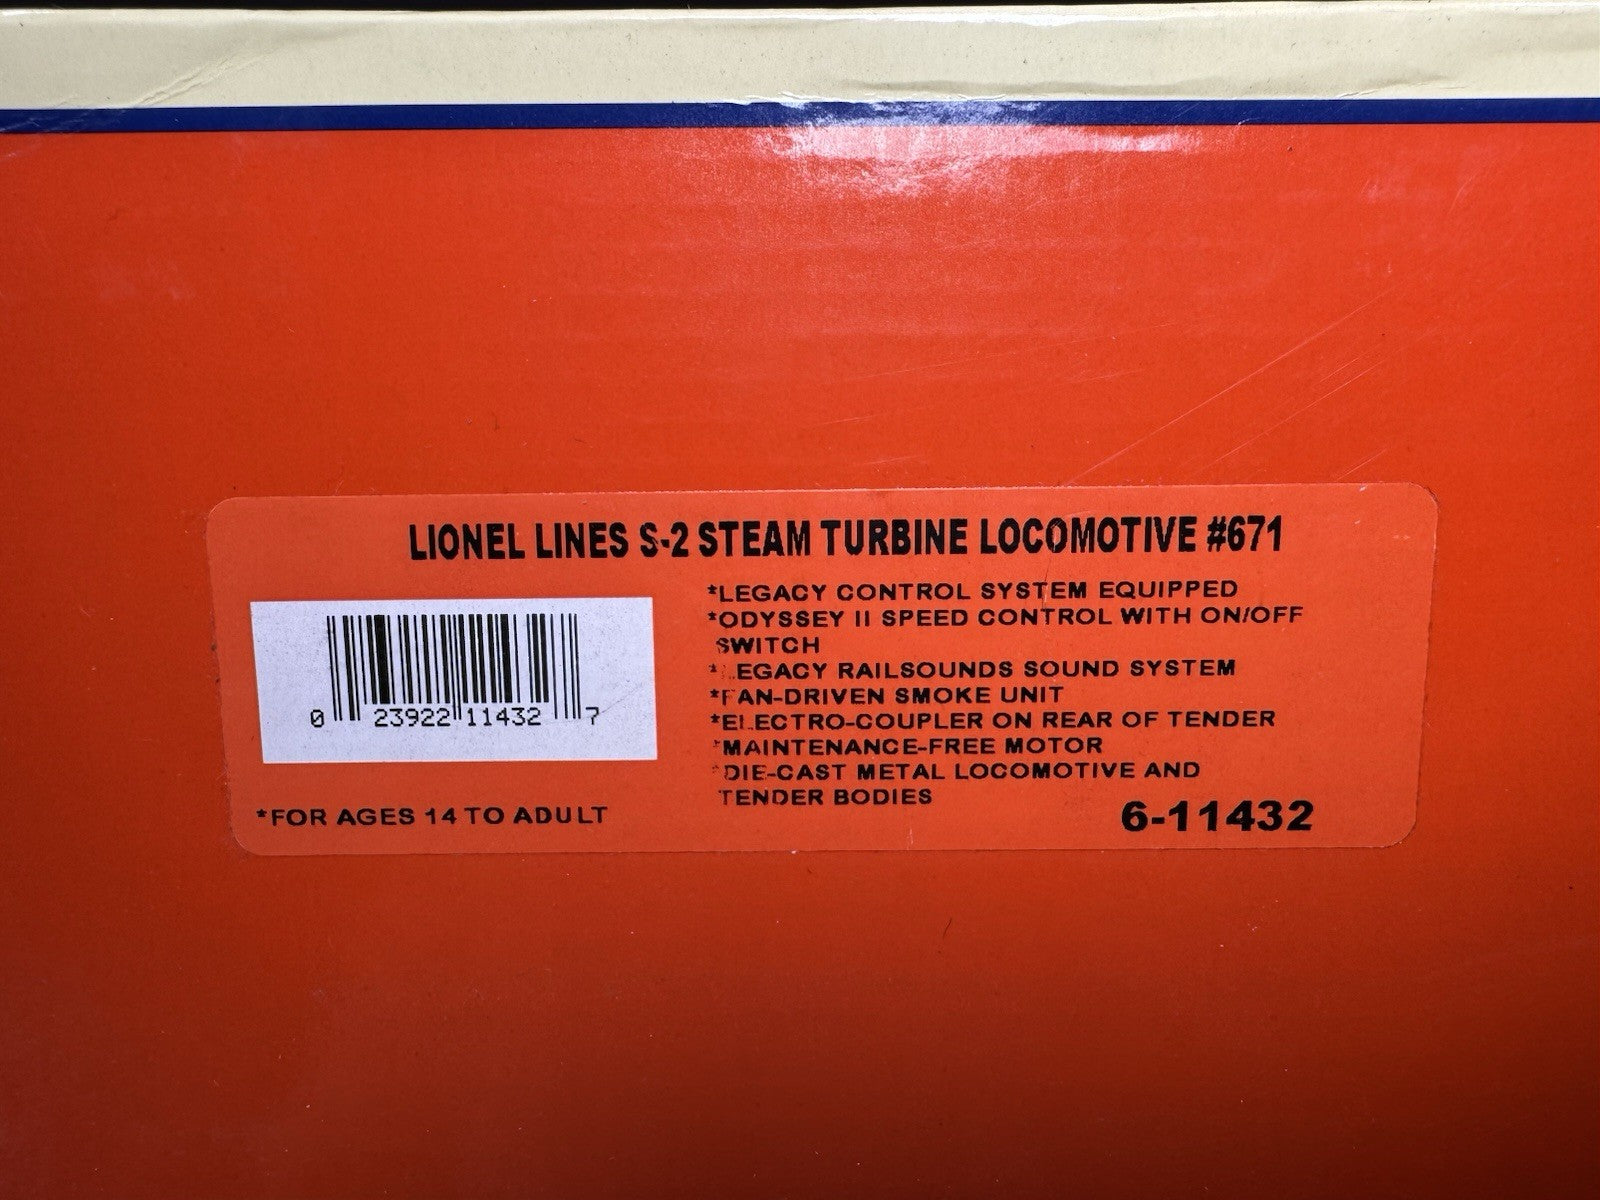 LIONEL LINES S-2 STEAM TURBINE LOCOMOTIVE #671
*LEGACY CONTROL SYSTEM EQUIPPED
*ODYSSEY II SPEED CONTROL WITH ON/OFF
SWITCH
*LEGACY RAILSOUNDS SOUND SYSTEM
*FAN-DRIVEN SMOKE UNIT
*ELECTRO-COUPLER ON REAR OF TENDER
*MAINTENANCE-FREE MOTOR
*DIE-CAST METAL LOCOMOTIVE AND
TENDER BODIES
0 23922 11432 7
*FOR AGES 14 TO ADULT
6-11432